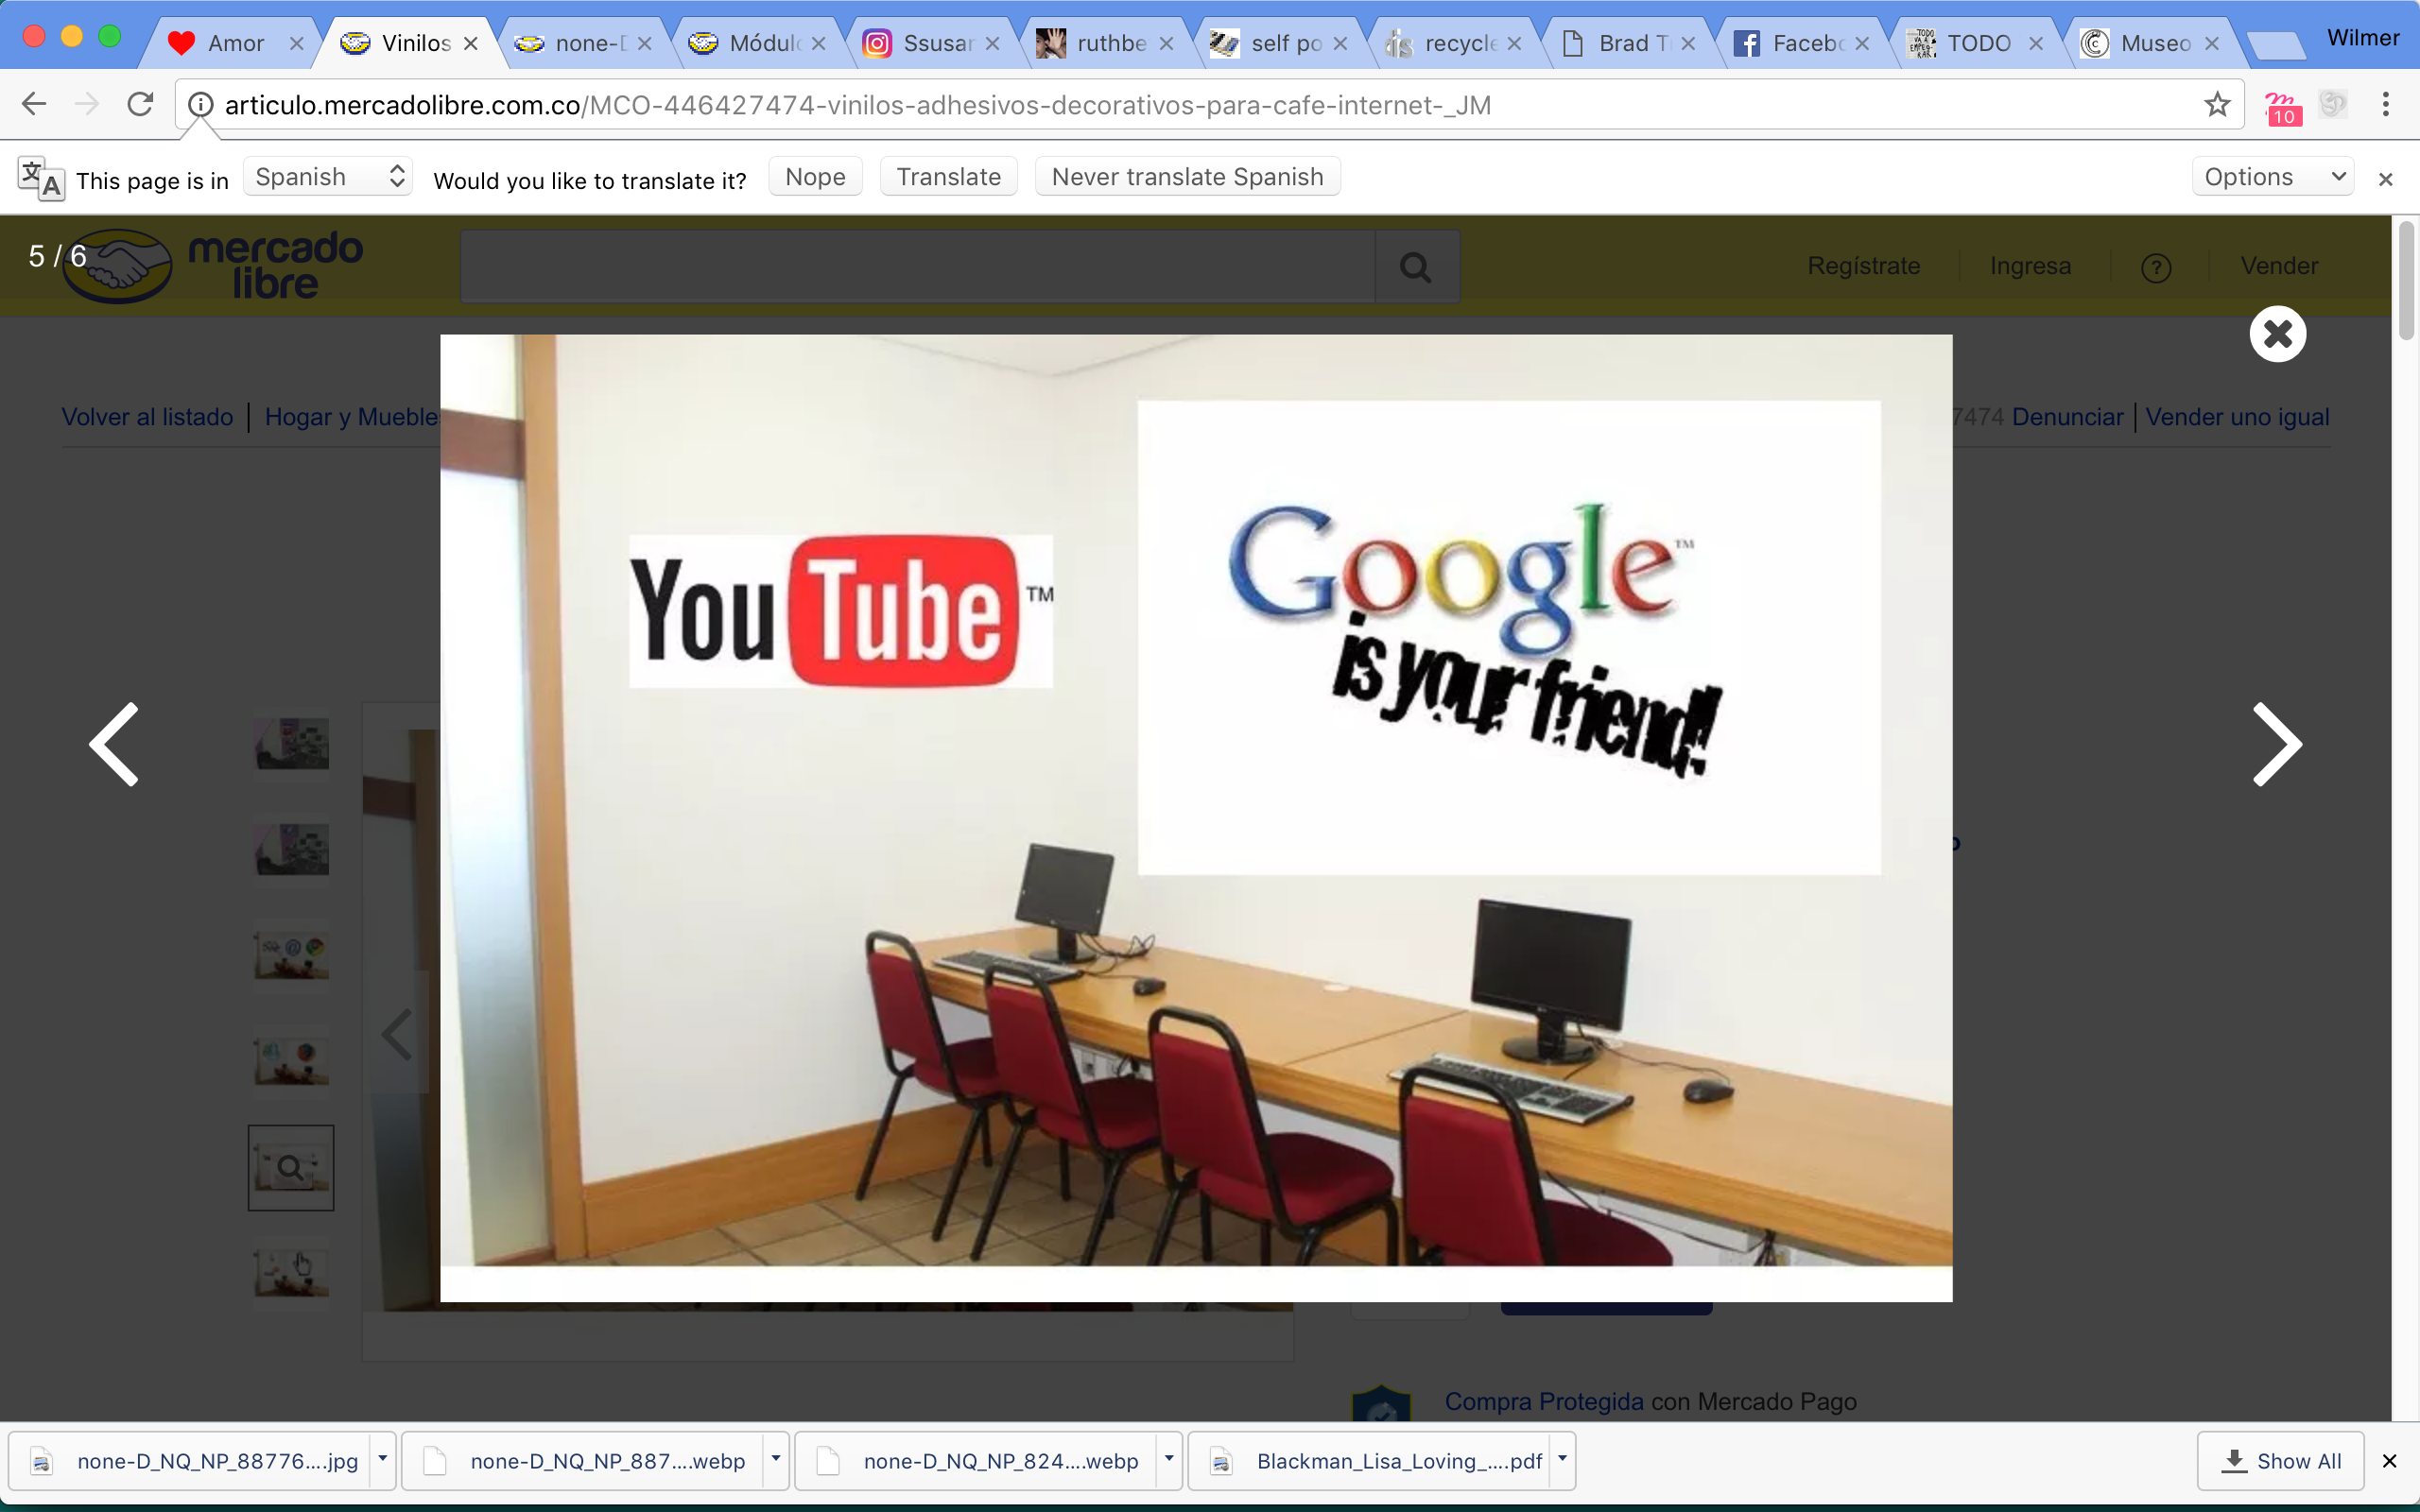 Amor
Vinilos
none-D
Módulo
Ssusar
ruthbe
self po
recycle
Brad T
Facebo
TODO
Museo
Wilmer
articulo.mercadolibre.com.co/MCO-446427474-vinilos-adhesivos-decorativos-para-cafe-internet-_JM
10
This page is in
Spanish
Would you like to translate it?
Nope
Translate
Never translate Spanish
Options
5 / 6
mercado
libre
Regístrate
Ingresa
?
Vender
Volver al listado | Hogar y Muebles
7474 Denunciar | Vender uno igual
YouTube™
Google™
is your friend!
Compra Protegida con Mercado Pago
none-D_NQ_NP_88776....jpg
none-D_NQ_NP_887....webp
none-D_NQ_NP_824....webp
Blackman_Lisa_Loving_....pdf
Show All